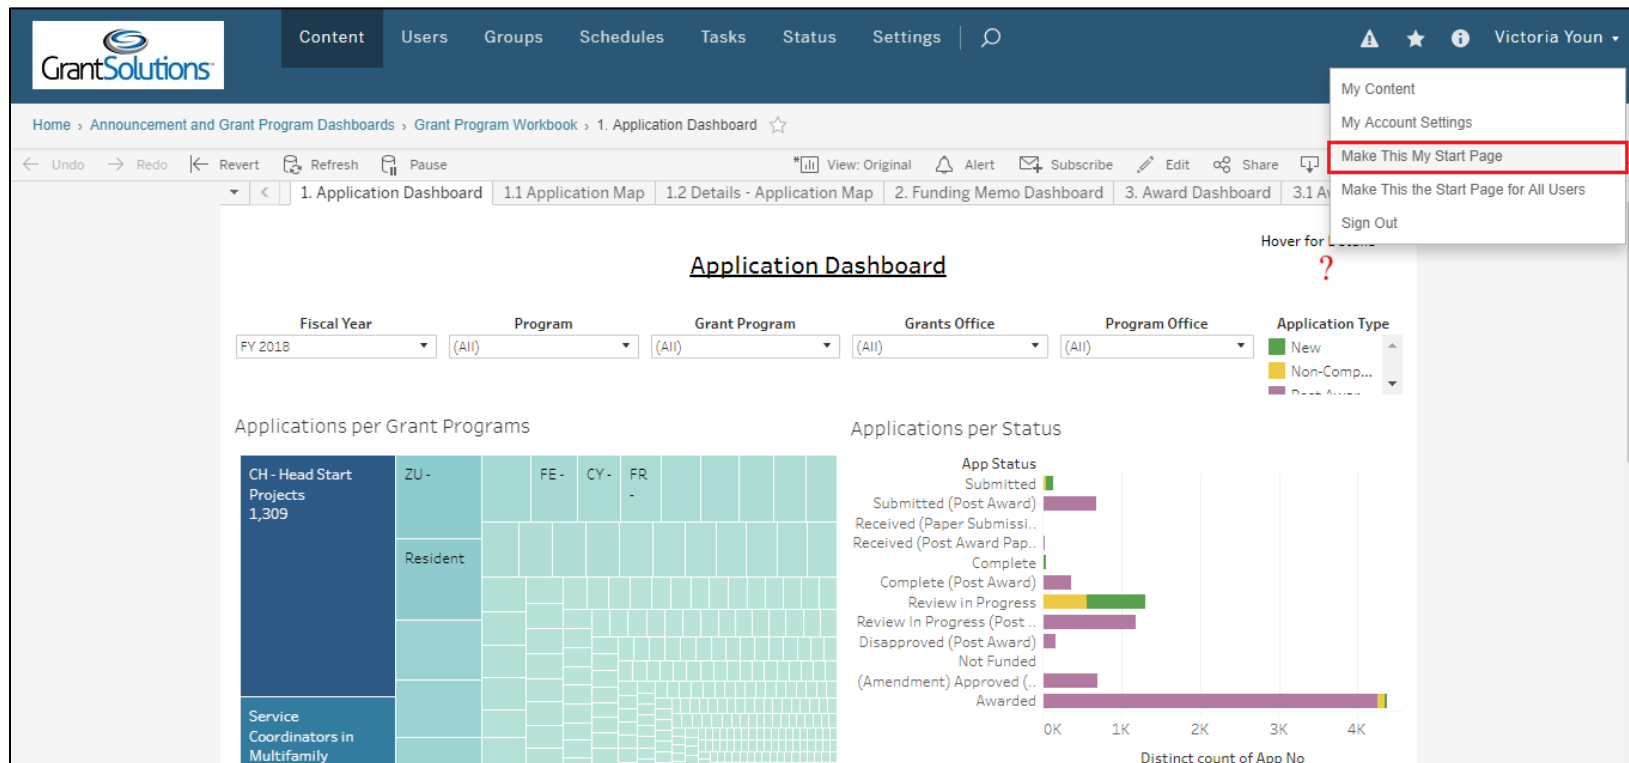 GrantSolutions
Content Users Groups Schedules Tasks Status Settings Victoria Youn
My Content
My Account Settings
Make This My Start Page
Make This the Start Page for All Users
Sign Out
Home › Announcement and Grant Program Dashboards › Grant Program Workbook › 1. Application Dashboard
Undo Redo Revert Refresh Pause View: Original Alert Subscribe Edit Share
1. Application Dashboard 1.1 Application Map 1.2 Details - Application Map 2. Funding Memo Dashboard 3. Award Dashboard 3.1
Hover for
?
Application Dashboard
Fiscal Year Program Grant Program Grants Office Program Office Application Type
FY 2018 (All) (All) (All) (All)
New
Non-Comp...
Applications per Grant Programs
CH - Head Start
Projects
1,309
ZU -
FE -
CY -
FR
-
Resident
Service
Coordinators in
Multifamily
Applications per Status
App Status
Submitted
Submitted (Post Award)
Received (Paper Submissi..
Received (Post Award Pap..
Complete
Complete (Post Award)
Review in Progress
Review In Progress (Post ..
Disapproved (Post Award)
Not Funded
(Amendment) Approved (..
Awarded
0K 1K 2K 3K 4K
Distinct count of App No